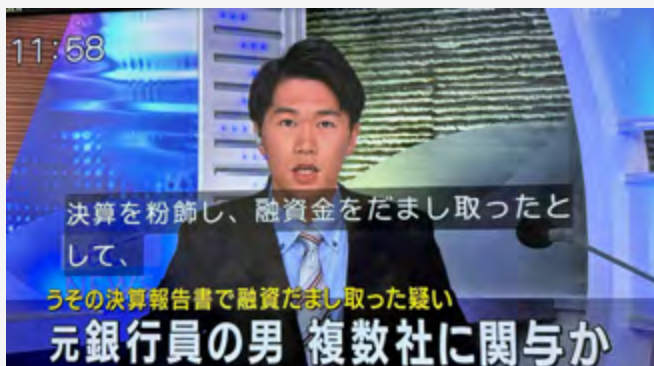 11:58
決算を粉飾し、融資金をだまし取ったと
して、
うその決算報告書で融資だまし取った疑い
元銀行員の男 複数社に関与か